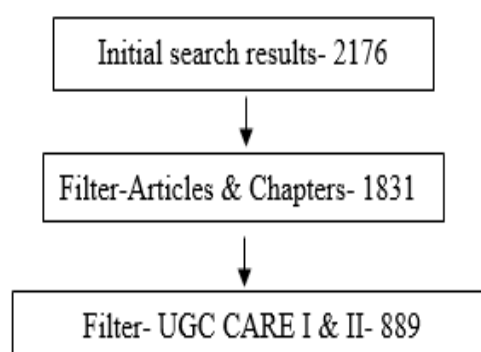 Initial search results- 2176
Filter-Articles & Chapters- 1831
Filter- UGC CARE I & II- 889